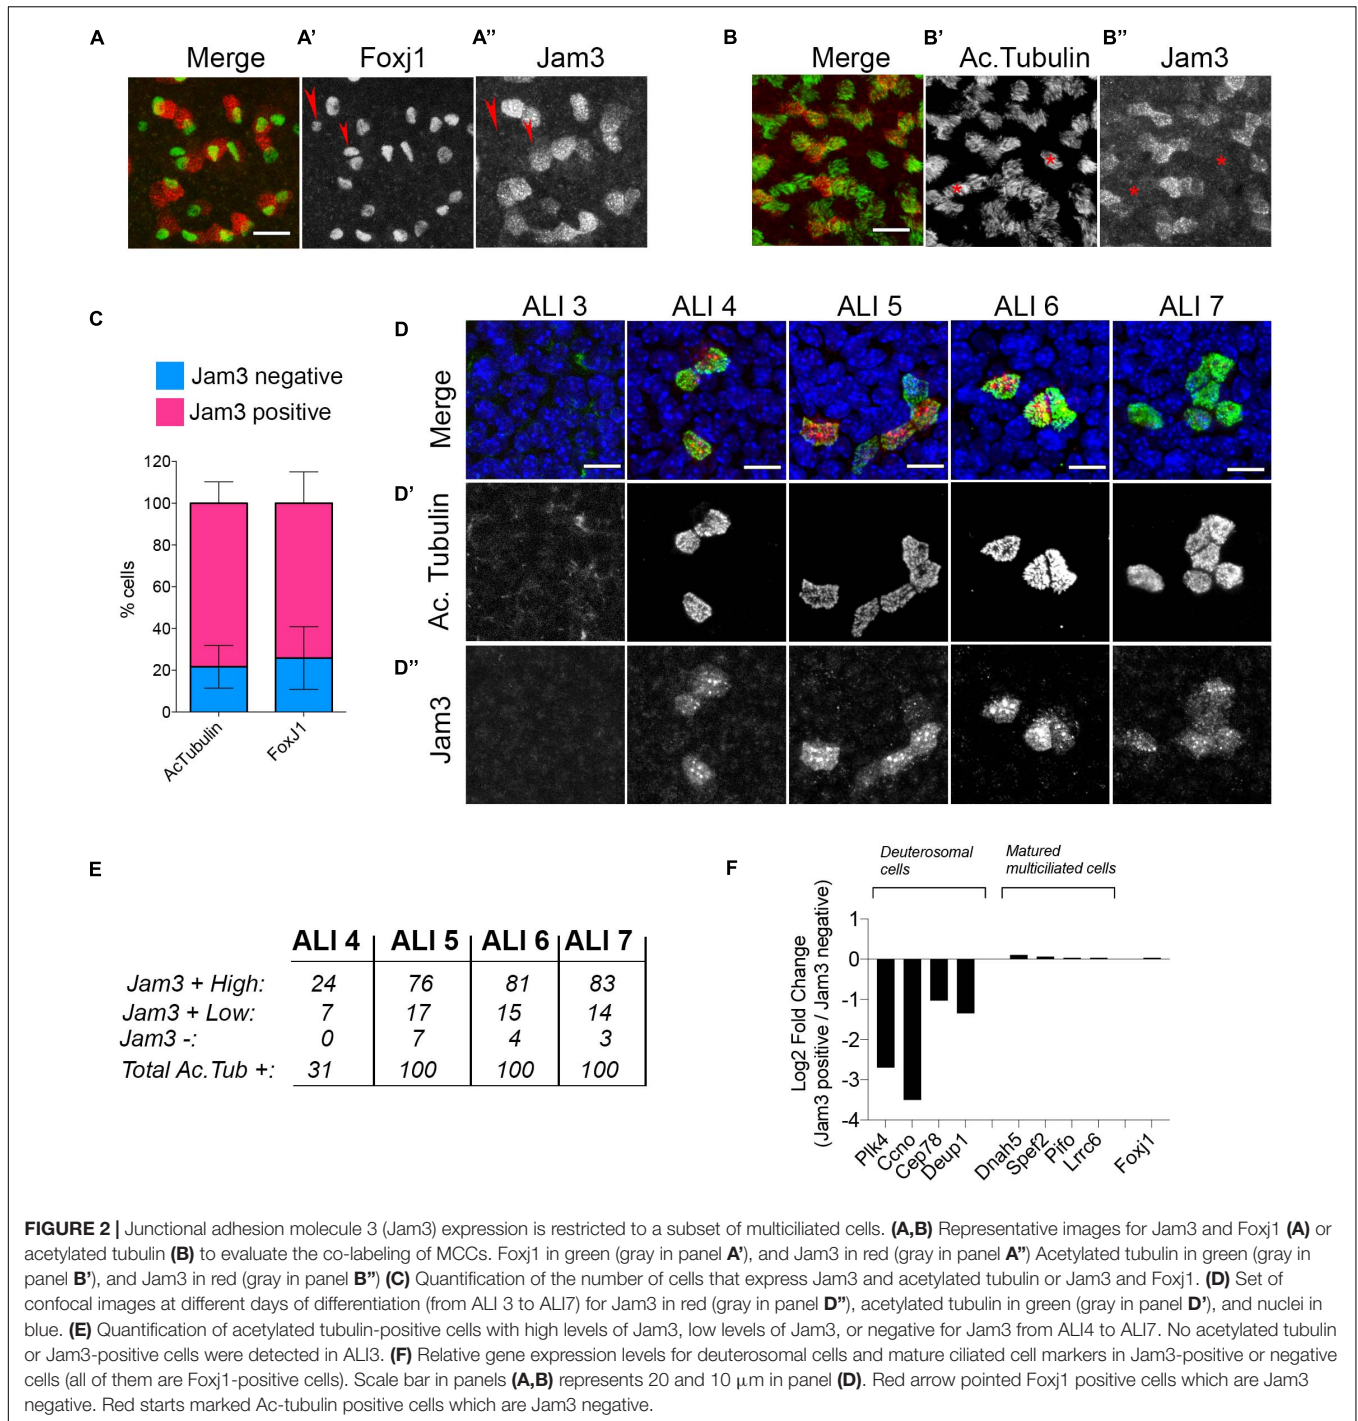 A A' A"
Merge Foxj1 Jam3
B B' B"
Merge Ac.Tubulin Jam3
*
*
*
*
C
Jam3 negative
Jam3 positive
120
100
80
60
40
20
0
% cells
AcTubulin
FoxJ1
D
ALI 3 ALI 4 ALI 5 ALI 6 ALI 7
Merge
D'
Ac. Tubulin
D"
Jam3
E
ALI 4 ALI 5 ALI 6 ALI 7
Jam3 + High: 24 76 81 83
Jam3 + Low: 7 17 15 14
Jam3 -: 0 7 4 3
Total Ac.Tub +: 31 100 100 100
F
Deuterosomal
cells
Matured
multiciliated cells
Log2 Fold Change
(Jam3 positive / Jam3 negative)
1
0
-1
-2
-3
-4
Plk4
Ccno
Cep78
Deup1
Dnah5
Spef2
Pifo
Lrrc6
Foxj1
FIGURE 2 | Junctional adhesion molecule 3 (Jam3) expression is restricted to a subset of multiciliated cells. (A,B) Representative images for Jam3 and Foxj1 (A) or
acetylated tubulin (B) to evaluate the co-labeling of MCCs. Foxj1 in green (gray in panel A'), and Jam3 in red (gray in panel A") Acetylated tubulin in green (gray in
panel B'), and Jam3 in red (gray in panel B") (C) Quantification of the number of cells that express Jam3 and acetylated tubulin or Jam3 and Foxj1. (D) Set of
confocal images at different days of differentiation (from ALI 3 to ALI7) for Jam3 in red (gray in panel D"), acetylated tubulin in green (gray in panel D'), and nuclei in
blue. (E) Quantification of acetylated tubulin-positive cells with high levels of Jam3, low levels of Jam3, or negative for Jam3 from ALI4 to ALI7. No acetylated tubulin
or Jam3-positive cells were detected in ALI3. (F) Relative gene expression levels for deuterosomal cells and mature ciliated cell markers in Jam3-positive or negative
cells (all of them are Foxj1-positive cells). Scale bar in panels (A,B) represents 20 and 10 μm in panel (D). Red arrow pointed Foxj1 positive cells which are Jam3
negative. Red starts marked Ac-tubulin positive cells which are Jam3 negative.